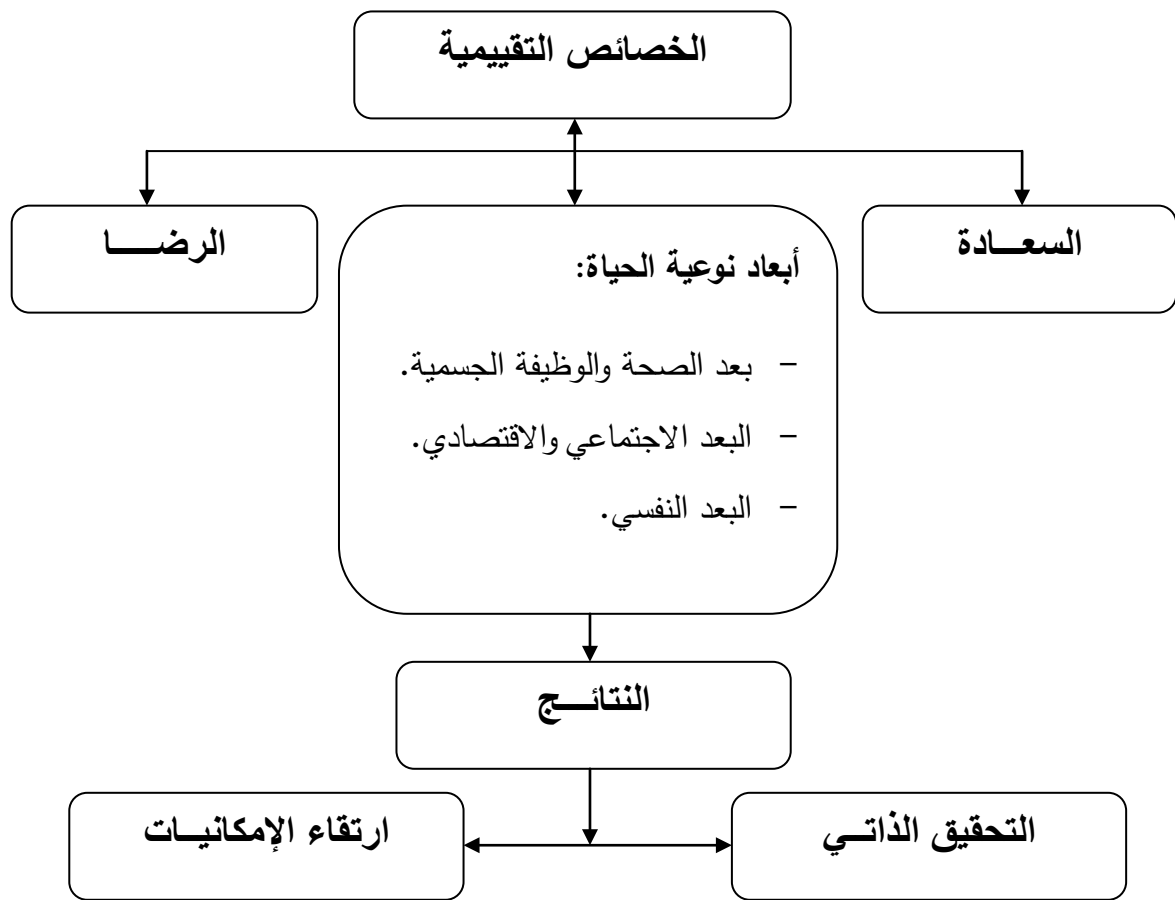 الخصائص التقييمية
السعــادة
الرضــــا
أبعاد نوعية الحياة:
– بعد الصحة والوظيفة الجسمية.
– البعد الاجتماعي والاقتصادي.
– البعد النفسي.
النتائــج
التحقيق الذاتــي
ارتقاء الإمكانيــات